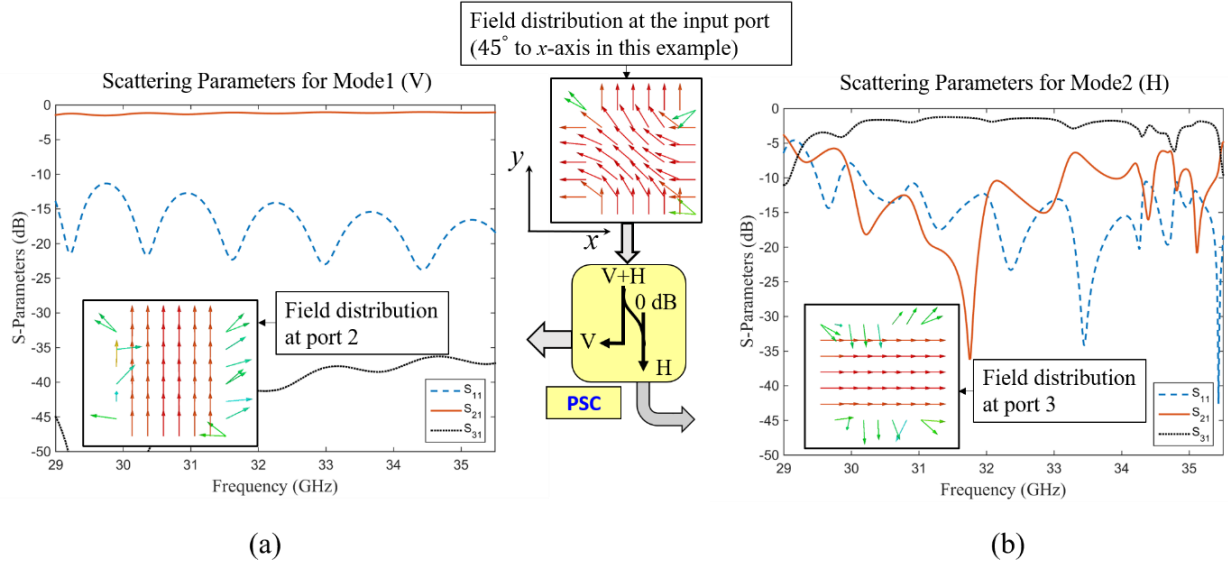 Field distribution at the input port
(45° to x-axis in this example)
Scattering Parameters for Mode1 (V)
0
-5
-10
-15
-20
-25
-30
-35
-40
-45
-50
S-Parameters (dB)
29
30
31
32
33
34
35
Frequency (GHz)
Field distribution
at port 2
S11
S21
S31
(a)
y
x
V+H
0 dB
V
H
PSC
Scattering Parameters for Mode2 (H)
0
-5
-10
-15
-20
-25
-30
-35
-40
-45
-50
S-Parameters (dB)
29
30
31
32
33
34
35
Frequency (GHz)
Field distribution
at port 3
S11
S21
S31
(b)